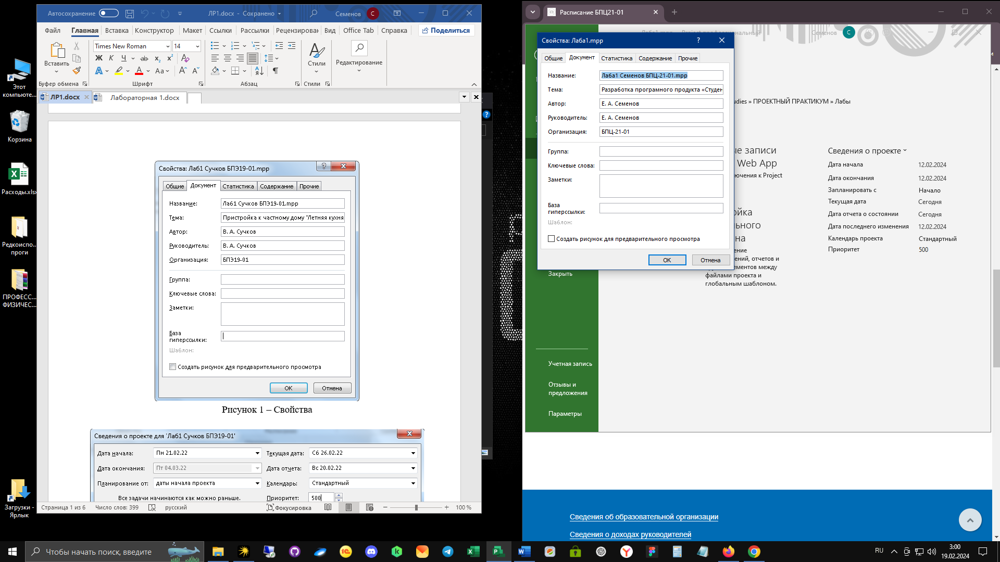 Автосохранение
ЛР1.docx - Сохранено
Семенов
С
Файл
Главная
Вставка
Конструктор
Макет
Ссылки
Рассылки
Рецензирован
Вид
Office Tab
Справка
Поделиться
Вставить
Times New Roman
14
Ж К Ч ab x₂ x²
Aa
Стили
Редактирование
Буфер обмена
Шрифт
Абзац
Стили
ЛР1.docx
Лабораторная 1.docx
Свойства: Лаб1 Сучков БПЭ19-01.mpp
Общие
Документ
Статистика
Содержание
Прочие
Название: Лаб1 Сучков БПЭ19-01.mpp
Тема: Пристройка к частному дому "Летняя кухня
Автор: В. А. Сучков
Руководитель: В. А. Сучков
Организация: БПЭ19-01
Группа:
Ключевые слова:
Заметки:
База
гиперссылки:
Шаблон:
Создать рисунок для предварительного просмотра
ОК
Отмена
Рисунок 1 – Свойства
Сведения о проекте для 'Лаб1 Сучков БПЭ19-01'
Дата начала: Пн 21.02.22
Текущая дата: Сб 26.02.22
Дата окончания: Пт 04.03.22
Дата отчета: Вс 20.02.22
Планирование от: даты начала проекта
Календарь: Стандартный
Все задачи начинаются как можно раньше.
Приоритет: 500
Страница 1 из 6
Число слов: 399
русский
Фокусировка
100 %
Этот
компьюте...
Корзина
Расходы.xlsx
Редкоиспо...
проги
ПРОФЕСС...
ФИЗИЧЕС...
Загрузки -
Ярлык
Расписание БПЦ21-01
Семенов
С
Свойства: Лаба1.mpp
Общие
Документ
Статистика
Содержание
Прочие
Название: Лаба1 Семенов БПЦ-21-01.mpp
Тема: Разработка програмного продукта «Студен
Автор: Е. А. Семенов
Руководитель: Е. А. Семенов
Организация: БПЦ-21-01
Группа:
Ключевые слова:
Заметки:
База
гиперссылки:
Шаблон:
Создать рисунок для предварительного просмотра
ОК
Отмена
udies » ПРОЕКТНЫЙ ПРАКТИКУМ » Лабы
е записи
Web App
ючения к Project
ойка
льного
на
ение
ений, отчетов и
ементов между
файлами проекта и
глобальным шаблоном.
Сведения о проекте
Дата начала 12.02.2024
Дата окончания 12.02.2024
Запланировать с Начало
Текущая дата Сегодня
Дата отчета о состоянии Сегодня
Дата последнего изменения 12.02.2024
Календарь проекта Стандартный
Приоритет 500
Закрыть
Учетная запись
Отзывы и
предложения
Параметры
Сведения об образовательной организации
Сведения о доходах руководителей
Чтобы начать поиск, введите
RU
3:00
19.02.2024